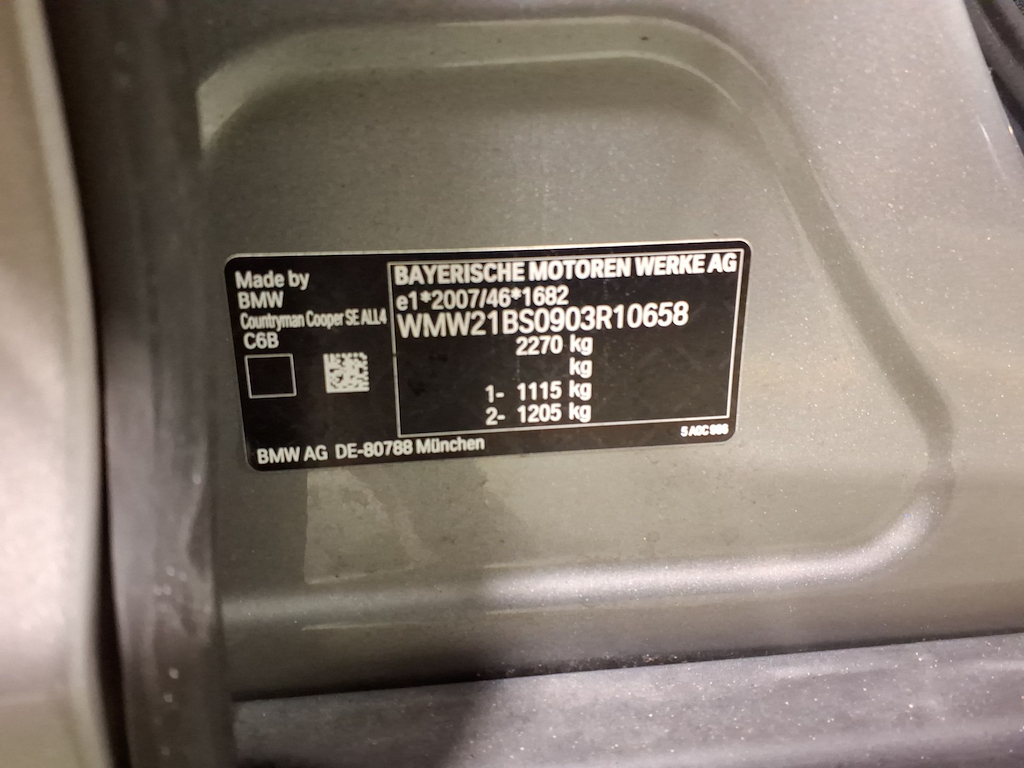 Made by
BMW
Countryman Cooper SE ALL4
C6B
BAYERISCHE MOTOREN WERKE AG
e1*2007/46*1682
WMW21BS0903R10658
2270 kg
kg
1- 1115 kg
2- 1205 kg
BMW AG DE-80788 München